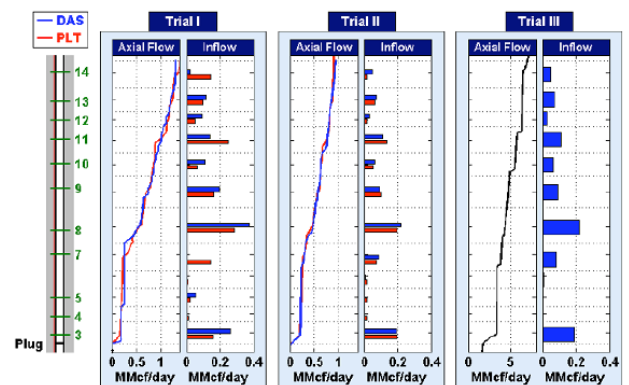 DAS
PLT
Trial I
Trial II
Trial III
Axial Flow Inflow
Axial Flow Inflow
Axial Flow Inflow
14
13
12
11
10
9
8
7
5
4
3
Plug
0 0.5 1 0 0.2 0.4
0 0.5 1 0 0.2 0.4
5 0 0.2 0.4
MMcf/day MMcf/day
MMcf/day MMcf/day
MMcf/day MMcf/day